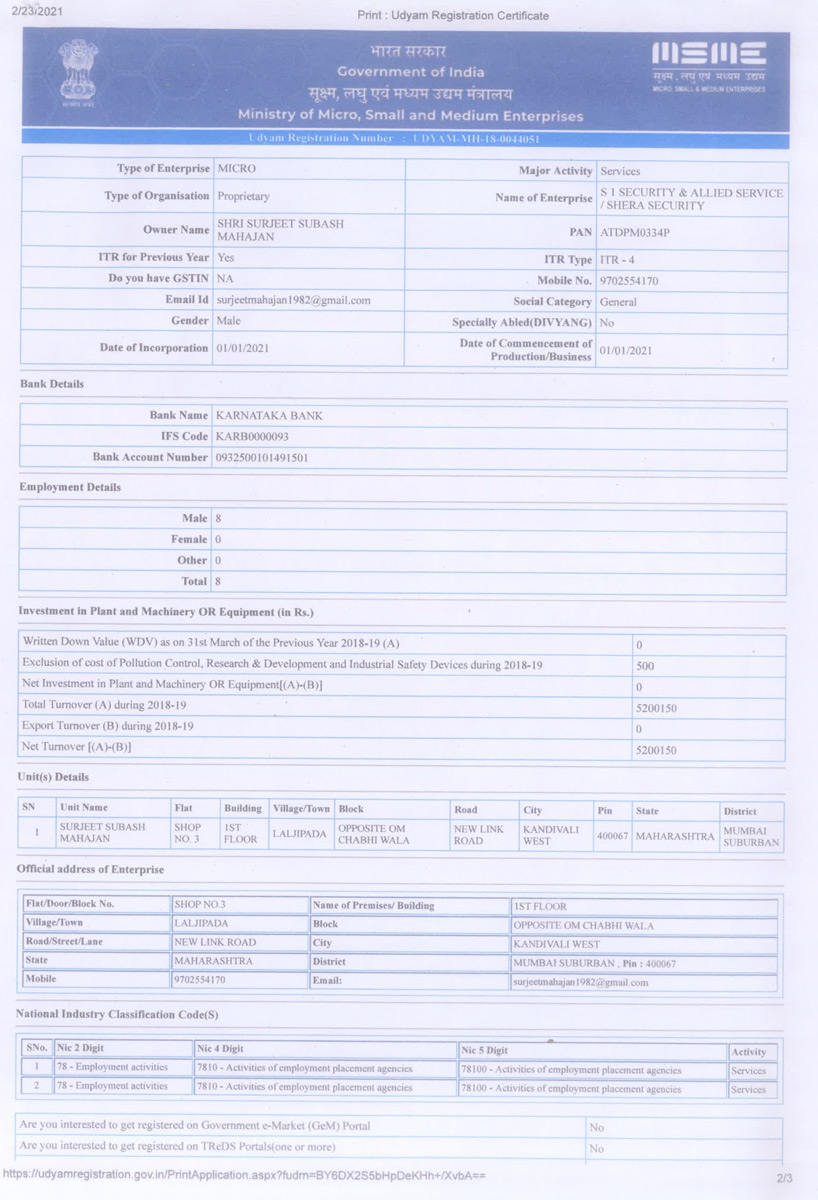 2/23/2021
Print : Udyam Registration Certificate
भारत सरकार
Government of India
सूक्ष्म, लघु एवं मध्यम उद्यम मंत्रालय
Ministry of Micro, Small and Medium Enterprises
MSME
सूक्ष्म, लघु एवं मध्यम उद्यम
MICRO, SMALL & MEDIUM ENTERPRISES
Udyam Registration Number : UDYAM-MH-18-0044051
Type of Enterprise MICRO Major Activity Services
Type of Organisation Proprietary Name of Enterprise S 1 SECURITY & ALLIED SERVICE
/ SHERA SECURITY
Owner Name SHRI SURJEET SUBASH
MAHAJAN PAN ATDPM0334P
ITR for Previous Year Yes ITR Type ITR - 4
Do you have GSTIN NA Mobile No. 9702554170
Email Id surjeetmahajan1982@gmail.com Social Category General
Gender Male Specially Abled(DIVYANG) No
Date of Incorporation 01/01/2021 Date of Commencement of
Production/Business 01/01/2021
Bank Details
Bank Name KARNATAKA BANK
IFS Code KARB0000093
Bank Account Number 0932500101491501
Employment Details
Male 8
Female 0
Other 0
Total 8
Investment in Plant and Machinery OR Equipment (in Rs.)
Written Down Value (WDV) as on 31st March of the Previous Year 2018-19 (A) 0
Exclusion of cost of Pollution Control, Research & Development and Industrial Safety Devices during 2018-19 500
Net Investment in Plant and Machinery OR Equipment[(A)-(B)] 0
Total Turnover (A) during 2018-19 5200150
Export Turnover (B) during 2018-19 0
Net Turnover [(A)-(B)] 5200150
Unit(s) Details
SN Unit Name Flat Building Village/Town Block Road City Pin State District
1 SURJEET SUBASH MAHAJAN SHOP NO. 3 1ST FLOOR LALJIPADA OPPOSITE OM CHABHI WALA NEW LINK ROAD KANDIVALI WEST 400067 MAHARASHTRA MUMBAI SUBURBAN
Official address of Enterprise
Flat/Door/Block No. SHOP NO.3 Name of Premises/ Building 1ST FLOOR
Village/Town LALJIPADA Block OPPOSITE OM CHABHI WALA
Road/Street/Lane NEW LINK ROAD City KANDIVALI WEST
State MAHARASHTRA District MUMBAI SUBURBAN , Pin : 400067
Mobile 9702554170 Email: surjeetmahajan1982@gmail.com
National Industry Classification Code(S)
SNo. Nic 2 Digit Nic 4 Digit Nic 5 Digit Activity
1 78 - Employment activities 7810 - Activities of employment placement agencies 78100 - Activities of employment placement agencies Services
2 78 - Employment activities 7810 - Activities of employment placement agencies 78100 - Activities of employment placement agencies Services
Are you interested to get registered on Government e-Market (GeM) Portal No
Are you interested to get registered on TReDS Portals(one or more) No
https://udyamregistration.gov.in/PrintApplication.aspx?fudrn=BY6DX2S5bHpDeKHh+/XvbA==
2/3